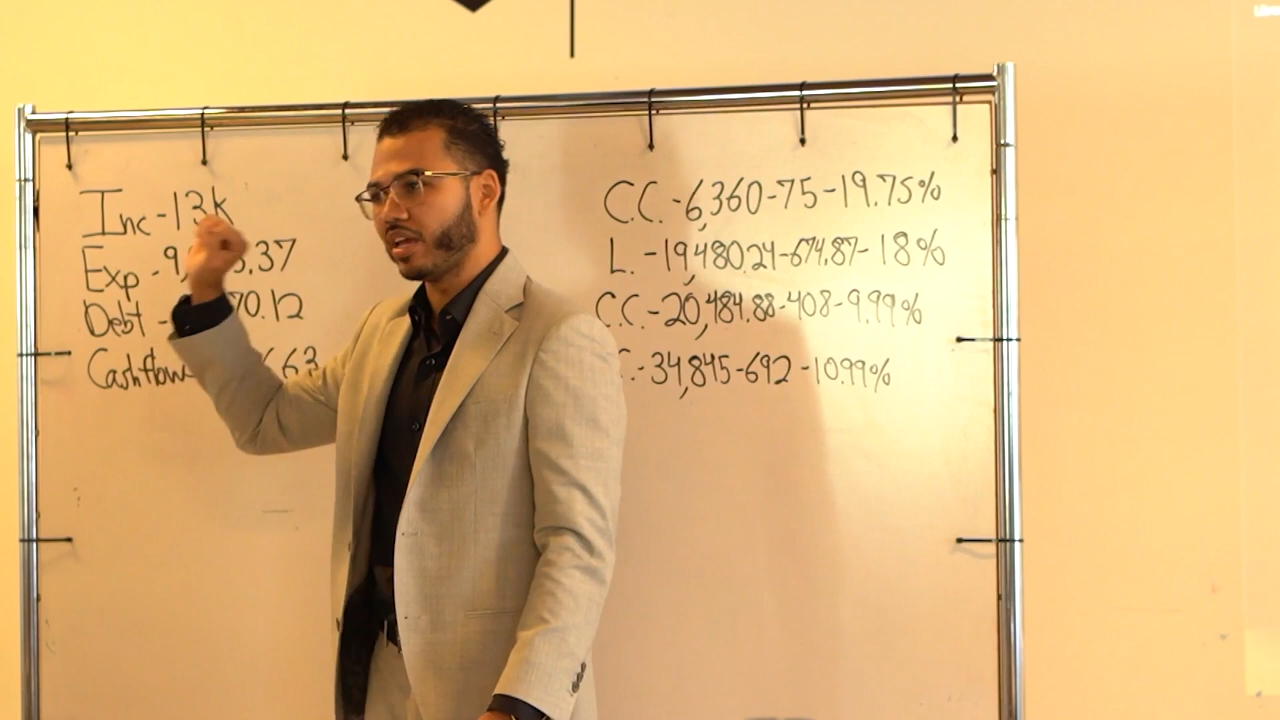 Inc - 13k
Exp - 9, .37
Debt - 70.12
Cashflow .63
C.C. - 6,360 - 75 - 19.75%
L. - 19,480.24 - 674.87 - 18%
C.C. - 20,484.88 - 408 - 9.99%
. - 34,845 - 692 - 10.99%